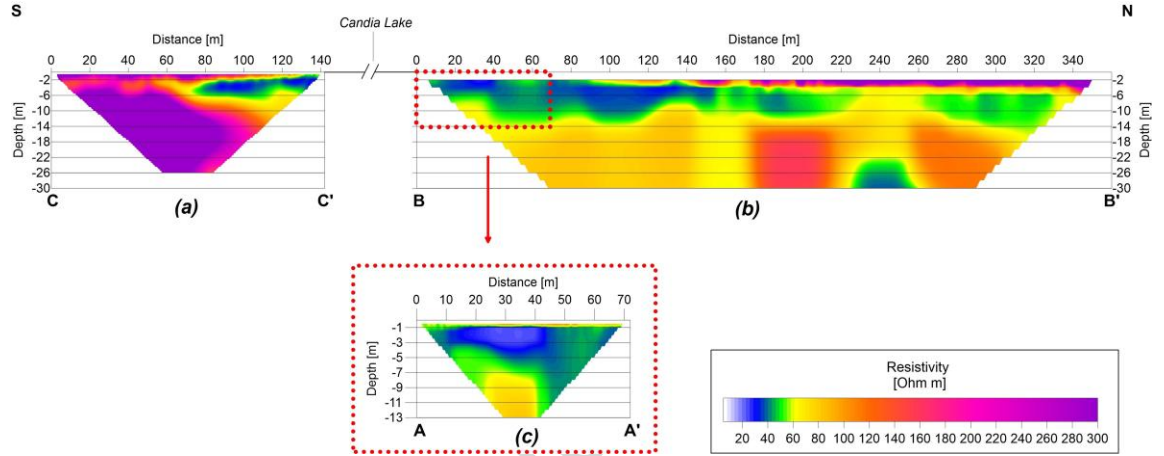 S
N
Candia Lake
Distance [m]
Distance [m]
0 20 40 60 80 100 120 140
0 20 40 60 80 100 120 140 160 180 200 220 240 260 280 300 320 340
Depth [m]
-2
-6
-10
-14
-18
-22
-26
-30
-2
-6
-10
-14
-18
-22
-26
-30
Depth [m]
C
(a)
C'
B
(b)
B'
Distance [m]
0 10 20 30 40 50 60 70
Depth [m]
-1
-3
-5
-7
-9
-11
-13
A
(c)
A'
Resistivity
[Ohm m]
20 40 60 80 100 120 140 160 180 200 220 240 260 280 300